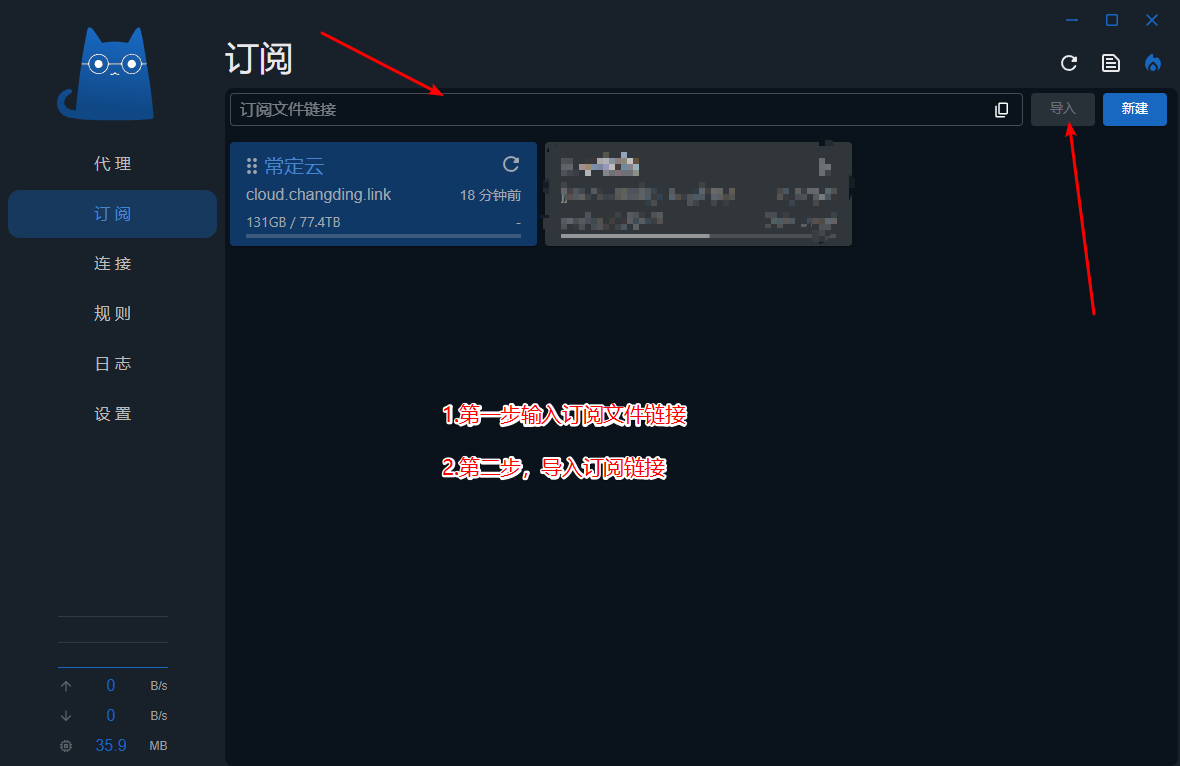 订阅
订阅文件链接
导入
新建
代理
常定云
cloud.changding.link
18 分钟前
131GB / 77.4TB
-
订阅
连接
规则
日志
设置
1.第一步输入订阅文件链接
2.第二步，导入订阅链接
0 B/s
0 B/s
35.9 MB